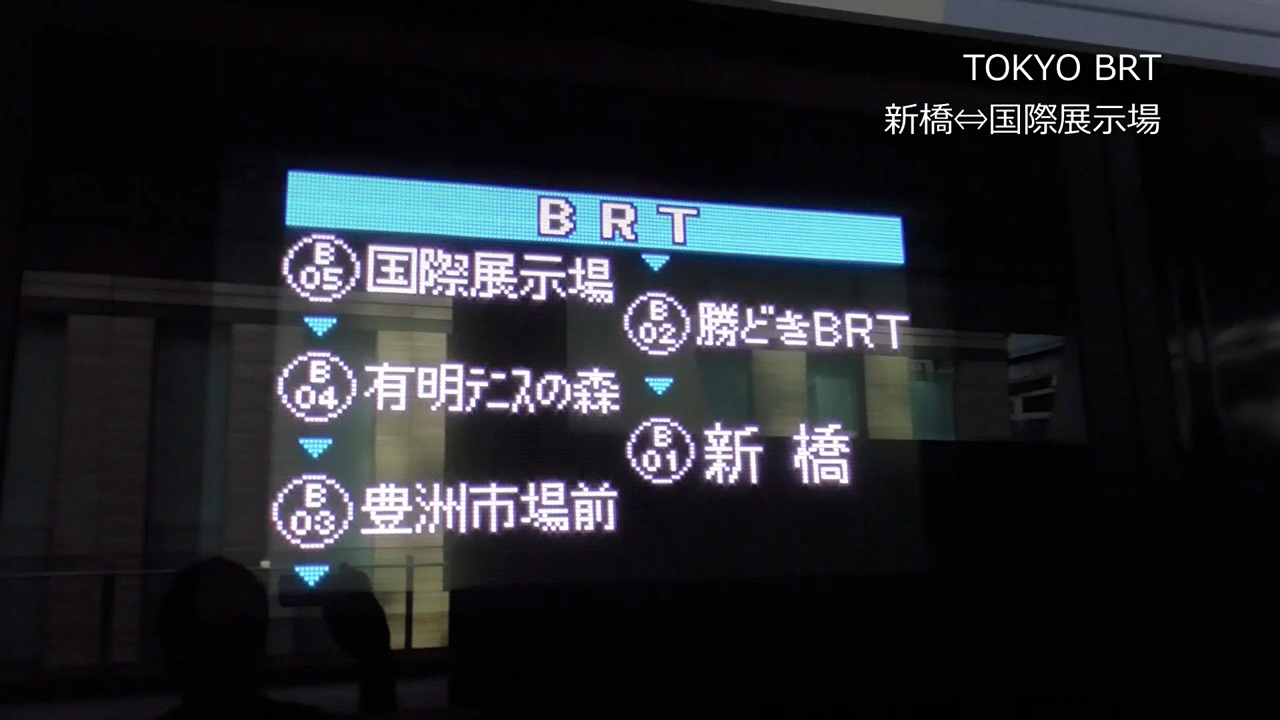 TOKYO BRT
新橋⇔国際展示場
BRT
B05 国際展示場
B04 有明ﾃﾆｽの森
B03 豊洲市場前
B02 勝どきBRT
B01 新橋